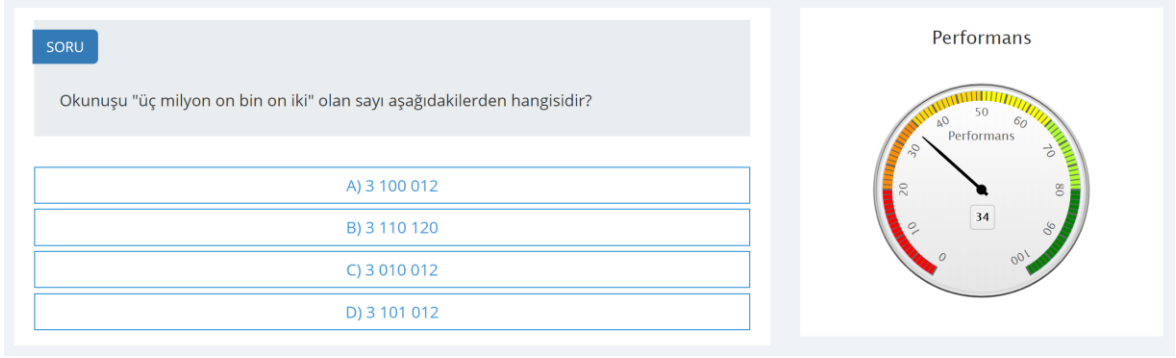 SORU
Okunuşu "üç milyon on bin on iki" olan sayı aşağıdakilerden hangisidir?
A) 3 100 012
B) 3 110 120
C) 3 010 012
D) 3 101 012
Performans
0
10
20
30
40
50
60
70
80
90
100
Performans
34